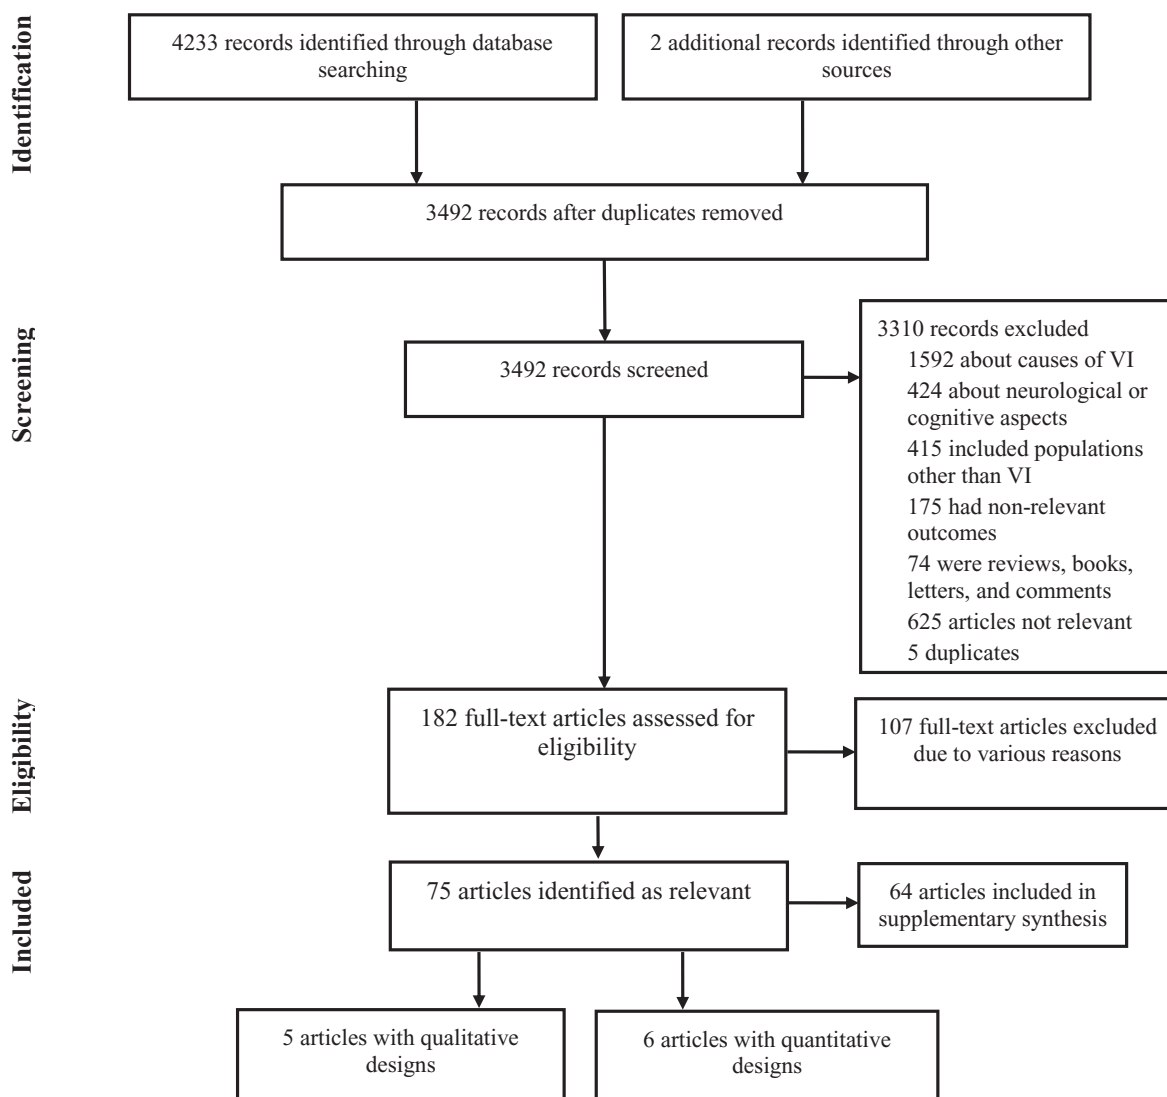 Identification
4233 records identified through database
searching
2 additional records identified through other
sources
3492 records after duplicates removed
Screening
3492 records screened
3310 records excluded
1592 about causes of VI
424 about neurological or
cognitive aspects
415 included populations
other than VI
175 had non-relevant
outcomes
74 were reviews, books,
letters, and comments
625 articles not relevant
5 duplicates
Eligibility
182 full-text articles assessed for
eligibility
107 full-text articles excluded
due to various reasons
Included
75 articles identified as relevant
64 articles included in
supplementary synthesis
5 articles with qualitative
designs
6 articles with quantitative
designs